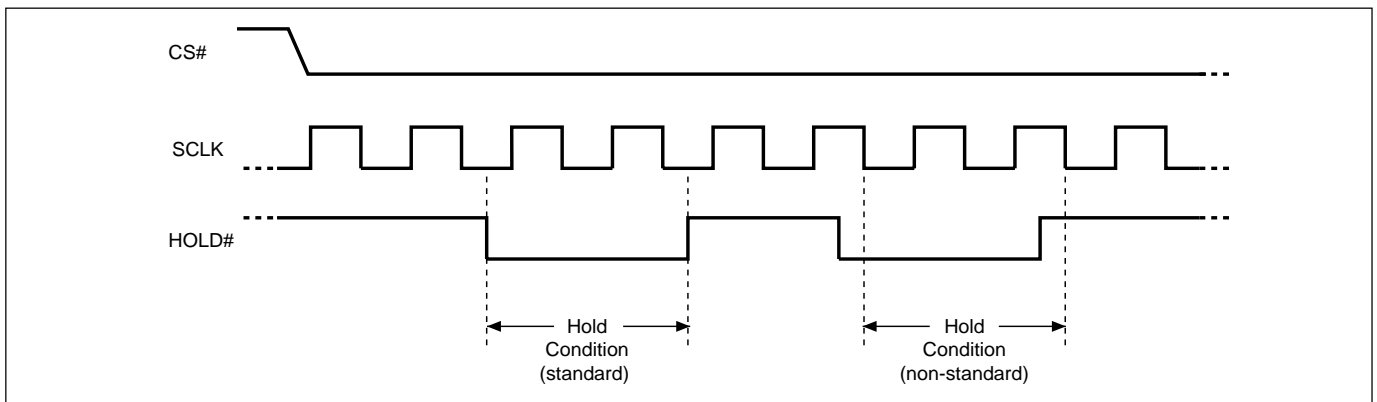 CS#
SCLK
HOLD#
Hold
Condition
(standard)
Hold
Condition
(non-standard)